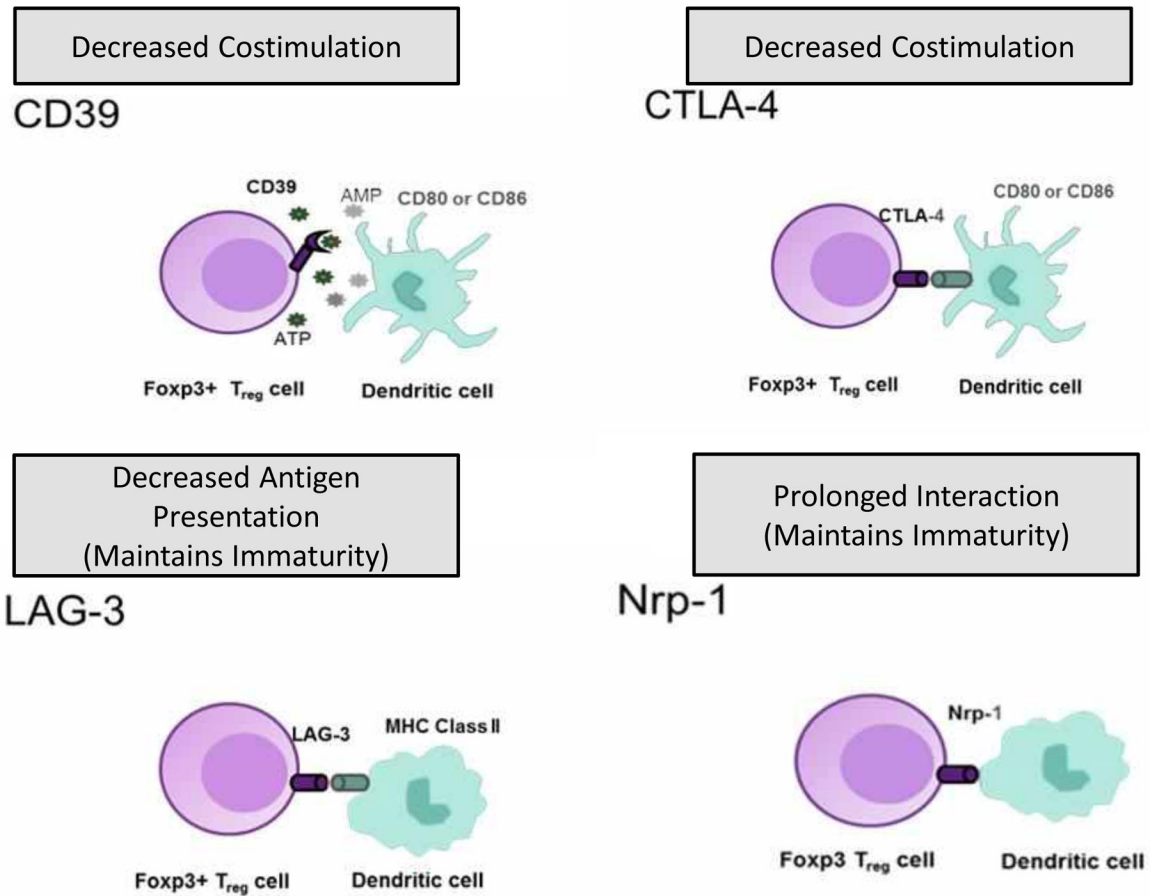 Decreased Costimulation
CD39
CD39
AMP
CD80 or CD86
ATP
Foxp3+ Treg cell
Dendritic cell
Decreased Costimulation
CTLA-4
CTLA-4
CD80 or CD86
Foxp3+ Treg cell
Dendritic cell
Decreased Antigen
Presentation
(Maintains Immaturity)
LAG-3
LAG-3
MHC Class II
Foxp3+ Treg cell
Dendritic cell
Prolonged Interaction
(Maintains Immaturity)
Nrp-1
Nrp-1
Foxp3 Treg cell
Dendritic cell